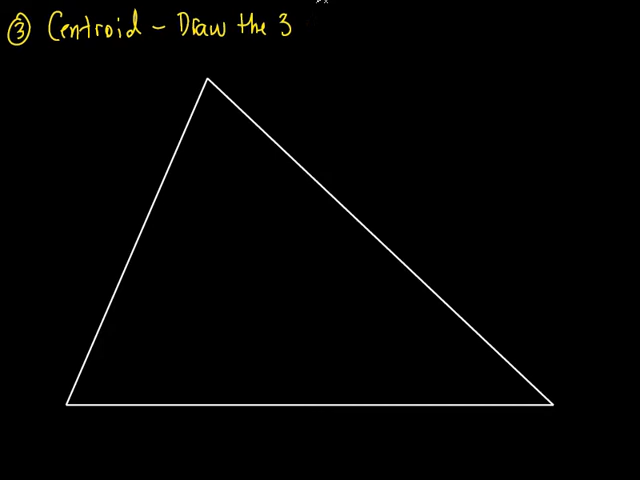 ③ Centroid - Draw the 3